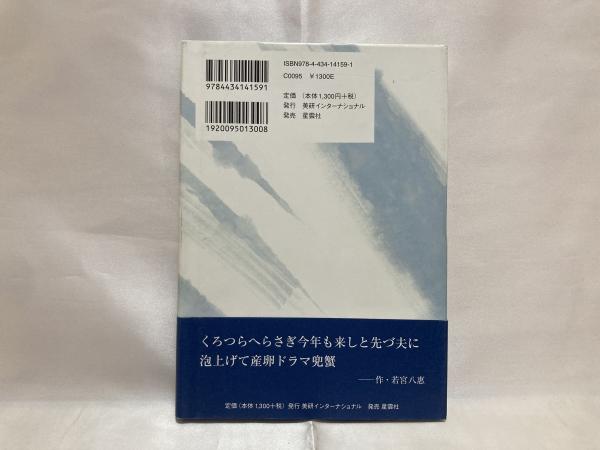 ISBN978-4-434-14159-1
C0095 ￥1300E
9784434141591
定価 (本体1,300円+税)
発行 美研インターナショナル
発売 星雲社
1920095013008
くろつらへらさぎ今年も来しと先づ夫に
泡上げて産卵ドラマ兜蟹
──作・若宮八恵
定価(本体1,300+税) 発行 美研インターナショナル 発売 星雲社